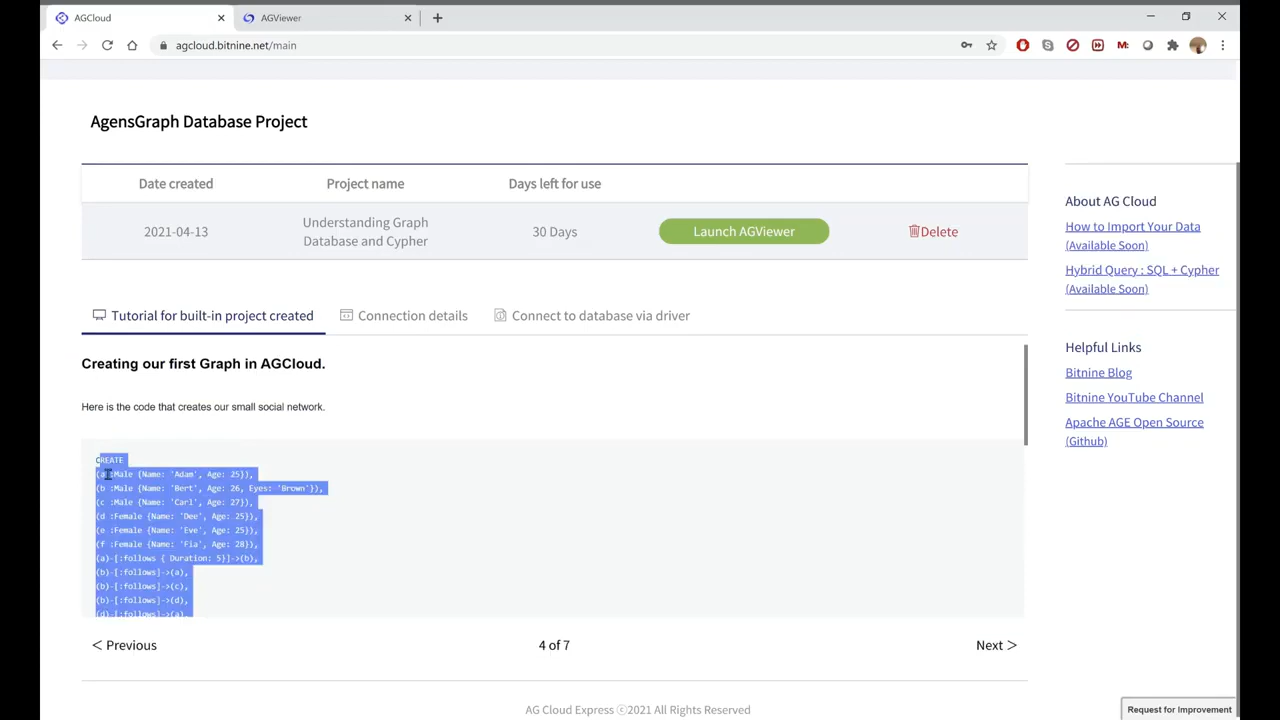 AGCloud
AGViewer
agcloud.bitnine.net/main
AgensGraph Database Project
Date created
Project name
Days left for use
2021-04-13
Understanding Graph
Database and Cypher
30 Days
Launch AGViewer
Delete
Tutorial for built-in project created
Connection details
Connect to database via driver
Creating our first Graph in AGCloud.
Here is the code that creates our small social network.
CREATE
(a :Male {Name: 'Adam', Age: 25}),
(b :Male {Name: 'Bert', Age: 26, Eyes: 'Brown'}),
(c :Male {Name: 'Carl', Age: 27}),
(d :Female {Name: 'Dee', Age: 25}),
(e :Female {Name: 'Eve', Age: 25}),
(f :Female {Name: 'Fia', Age: 28}),
(a)-[:follows { Duration: 5}]->(b),
(b)-[:follows]->(a),
(b)-[:follows]->(c),
(b)-[:follows]->(d),
(d)-[:follows]->(a),
< Previous
4 of 7
Next >
About AG Cloud
How to Import Your Data
(Available Soon)
Hybrid Query : SQL + Cypher
(Available Soon)
Helpful Links
Bitnine Blog
Bitnine YouTube Channel
Apache AGE Open Source
(Github)
AG Cloud Express ⓒ2021 All Rights Reserved
Request for Improvement